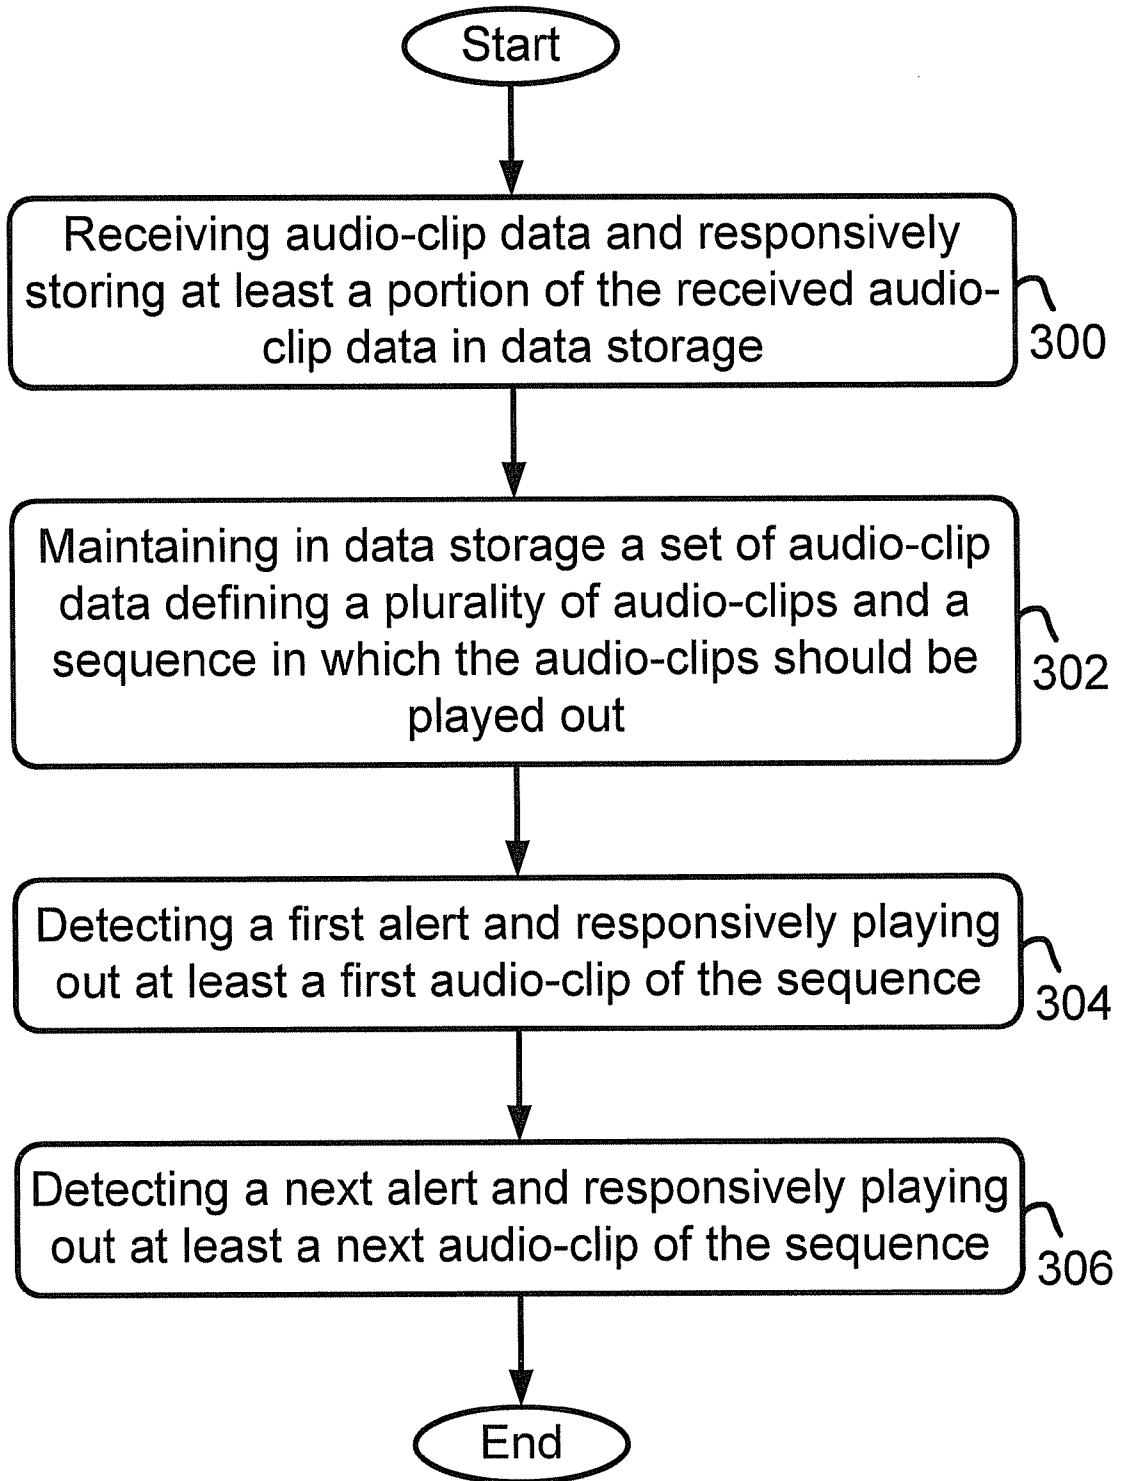 Start
Receiving audio-clip data and responsively
storing at least a portion of the received audio-
clip data in data storage
300
Maintaining in data storage a set of audio-clip
data defining a plurality of audio-clips and a
sequence in which the audio-clips should be
played out
302
Detecting a first alert and responsively playing
out at least a first audio-clip of the sequence
304
Detecting a next alert and responsively playing
out at least a next audio-clip of the sequence
306
End